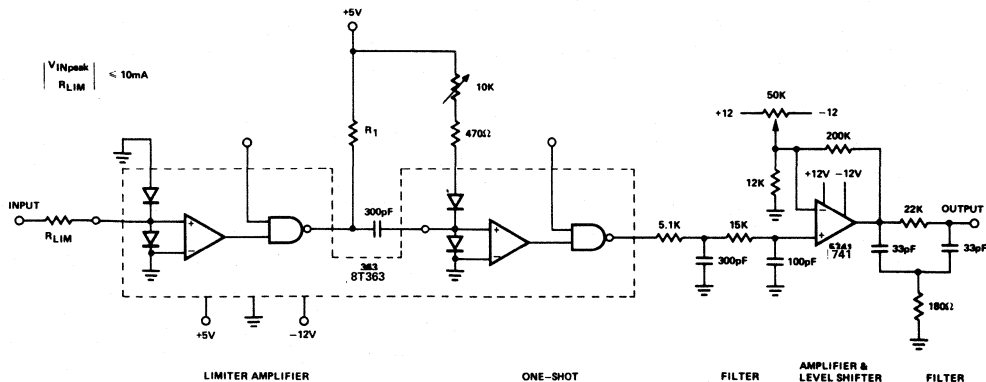 +5V
V INpeak
R LIM
≤ 10mA
10K
R1
470Ω
50K
+12
-12
200K
12K
+12V
-12V
INPUT
RLIM
300pF
8T363
5.1K
15K
300pF
100pF
741
22K
OUTPUT
33pF
33pF
180Ω
+5V
-12V
LIMITER AMPLIFIER
ONE-SHOT
FILTER
AMPLIFIER &
LEVEL SHIFTER
FILTER